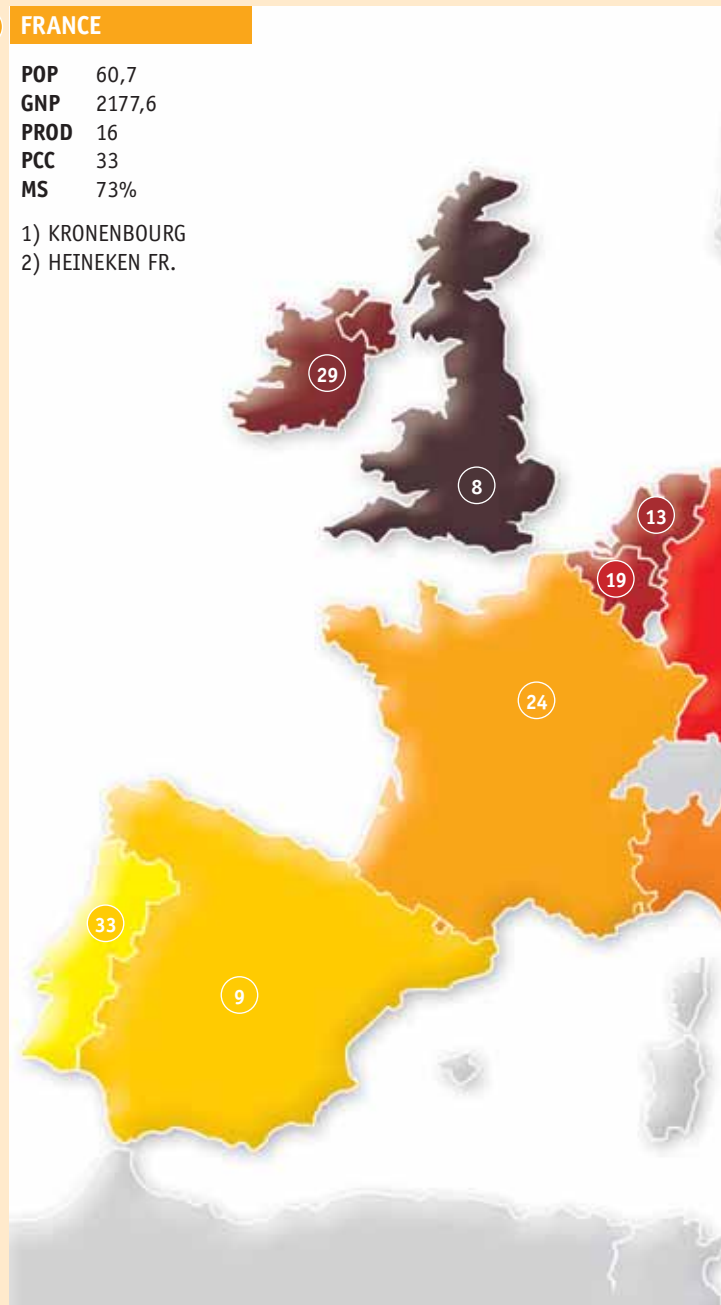 FRANCE
POP 60,7
GNP 2177,6
PROD 16
PCC 33
MS 73%
1) KRONENBOURG
2) HEINEKEN FR.
29
8
13
19
24
33
9